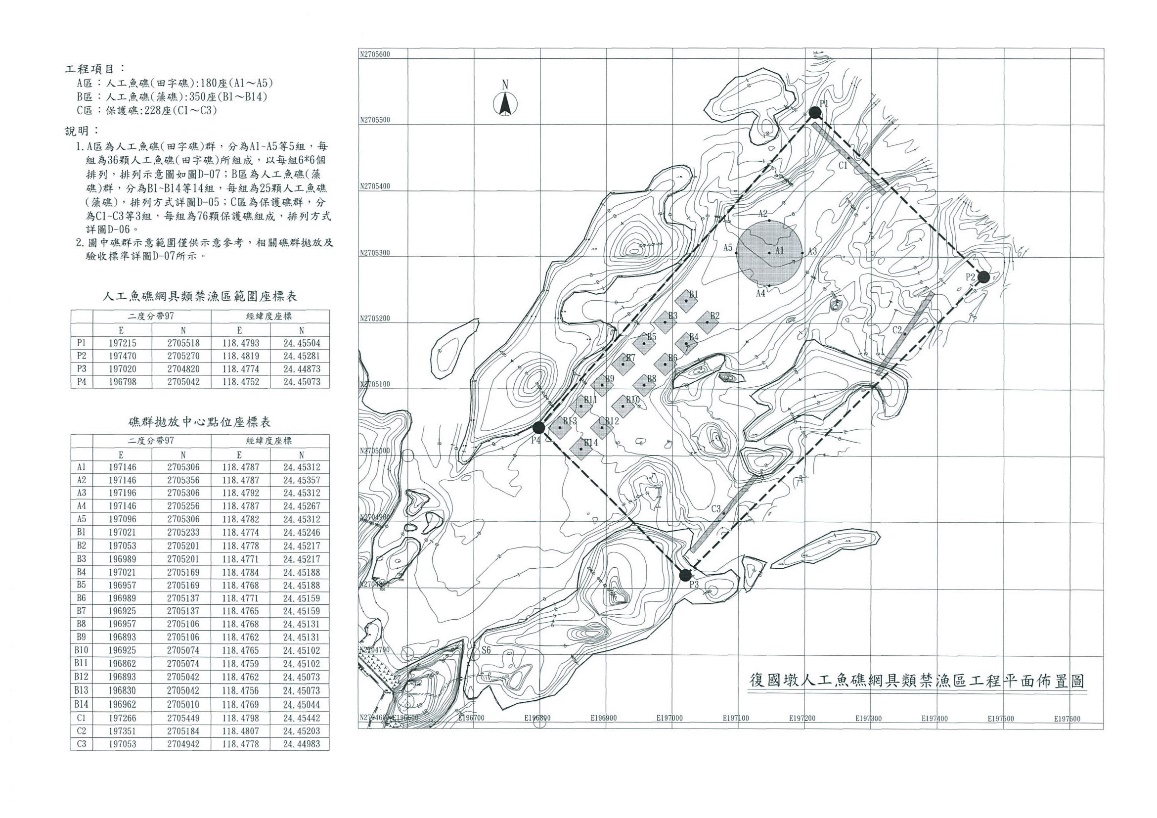 工程項目：
A區：人工魚礁(田字礁):180座(A1～A5)
B區：人工魚礁(藻礁):350座(B1～B14)
C區：保護礁:228座(C1～C3)
說明：
1. A區為人工魚礁(田字礁)群，分為A1-A5等5組，每
組為36顆人工魚礁(田字礁)所組成，以每組6*6個
排列，排列示意圖如圖D-07；B區為人工魚礁(藻
礁)群，分為B1-B14等14組，每組為25顆人工魚礁
(藻礁)，排列方式詳圖D-05；C區為保護礁群，分
為C1-C3等3組，每組為76顆保護礁組成，排列方式
詳圖D-06。
2. 圖中礁群示意範圍僅供示意參考，相關礁群拋放及
驗收標準詳圖D-07所示。
人工魚礁網具類禁漁區範圍座標表
二度分帶97 經緯度座標
E N E N
P1 197215 2705518 118.4793 24.45504
P2 197470 2705270 118.4819 24.45281
P3 197020 2704820 118.4774 24.44873
P4 196798 2705042 118.4752 24.45073
礁群拋放中心點位座標表
二度分帶97 經緯度座標
E N E N
A1 197146 2705306 118.4787 24.45312
A2 197146 2705356 118.4787 24.45357
A3 197196 2705306 118.4792 24.45312
A4 197146 2705256 118.4787 24.45267
A5 197096 2705306 118.4782 24.45312
B1 197021 2705233 118.4774 24.45246
B2 197053 2705201 118.4778 24.45217
B3 196989 2705201 118.4771 24.45217
B4 197021 2705169 118.4784 24.45188
B5 196957 2705169 118.4768 24.45188
B6 196989 2705137 118.4771 24.45159
B7 196925 2705137 118.4765 24.45159
B8 196957 2705106 118.4768 24.45131
B9 196893 2705106 118.4762 24.45131
B10 196925 2705074 118.4765 24.45102
B11 196862 2705074 118.4759 24.45102
B12 196893 2705042 118.4762 24.45073
B13 196830 2705042 118.4756 24.45073
B14 196962 2705010 118.4769 24.45044
C1 197266 2705449 118.4798 24.45442
C2 197351 2705184 118.4807 24.45203
C3 197053 2704942 118.4778 24.44983
N2705600
N
P1
N2705500
C1
N2705400
A2
A5 A1 A3
N2705300
P2
A4
B1
N2705200
B3 B2
C2
B5 B4
B7 B6
N2705100
B9 B8
B11 B10
B13 B12
P4
B14
N2705000
C3
P3
N2704700
S6
復國墩人工魚礁網具類禁漁區工程平面佈置圖
E196600 E196700 E196800 E196900 E197000 E197100 E197200 E197300 E197400 E197500 E197600